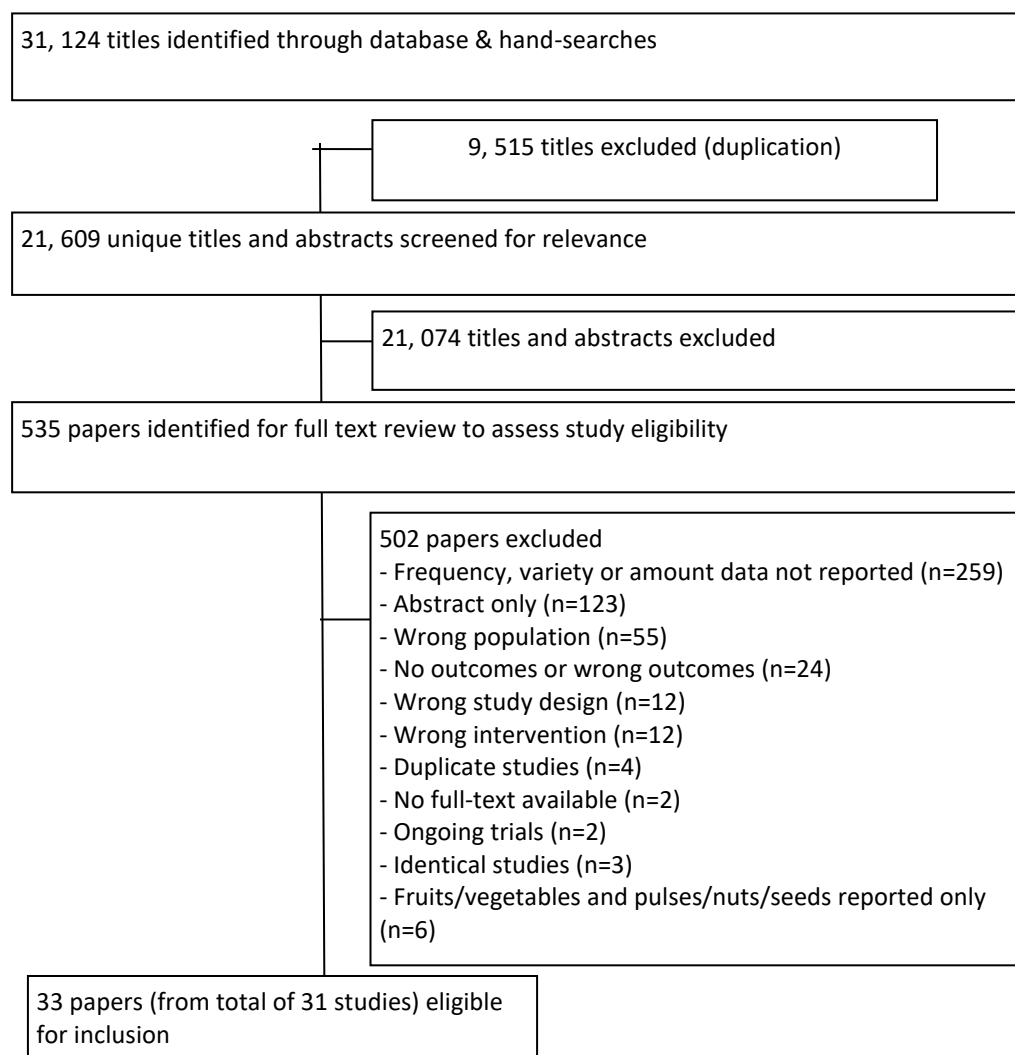 31, 124 titles identified through database & hand-searches
9, 515 titles excluded (duplication)
21, 609 unique titles and abstracts screened for relevance
21, 074 titles and abstracts excluded
535 papers identified for full text review to assess study eligibility
502 papers excluded
- Frequency, variety or amount data not reported (n=259)
- Abstract only (n=123)
- Wrong population (n=55)
- No outcomes or wrong outcomes (n=24)
- Wrong study design (n=12)
- Wrong intervention (n=12)
- Duplicate studies (n=4)
- No full-text available (n=2)
- Ongoing trials (n=2)
- Identical studies (n=3)
- Fruits/vegetables and pulses/nuts/seeds reported only
(n=6)
33 papers (from total of 31 studies) eligible
for inclusion